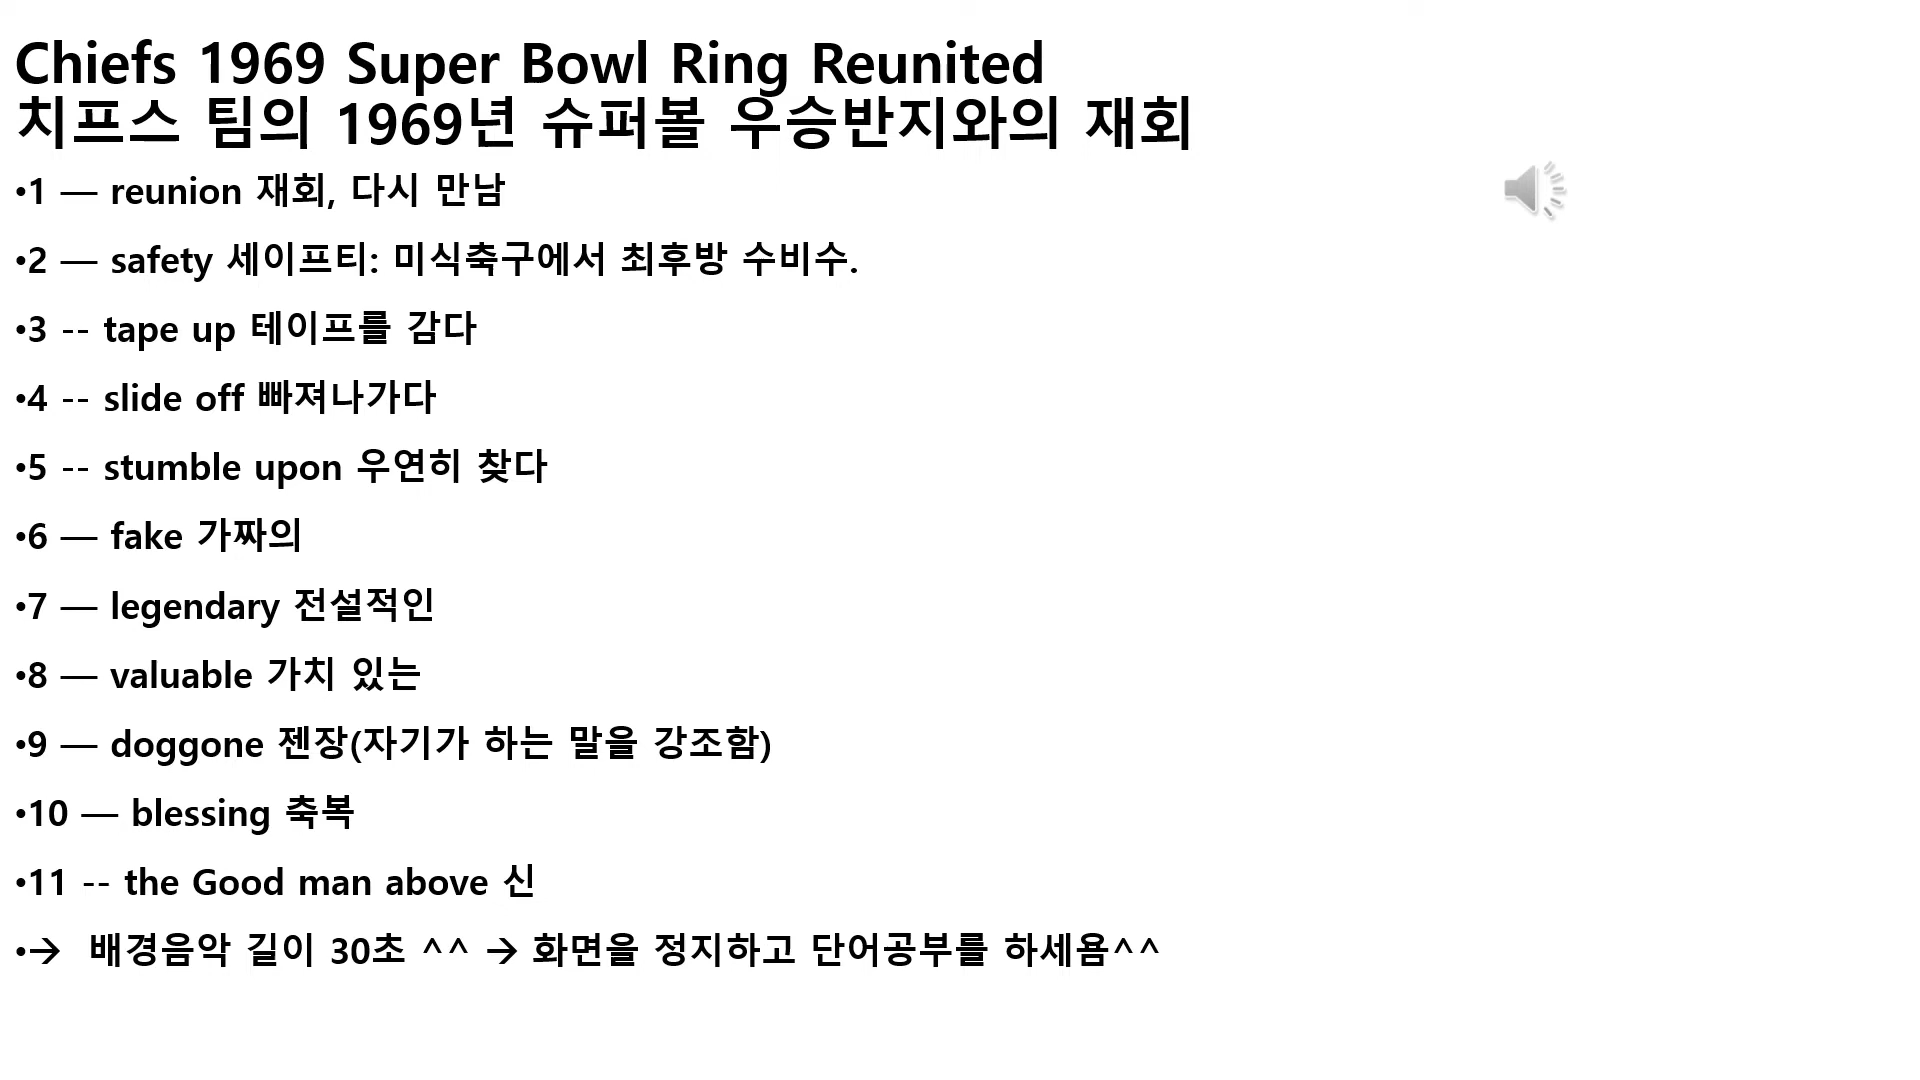 Chiefs 1969 Super Bowl Ring Reunited
치프스 팀의 1969년 슈퍼볼 우승반지와의 재회
•1 — reunion 재회, 다시 만남
•2 — safety 세이프티: 미식축구에서 최후방 수비수.
•3 -- tape up 테이프를 감다
•4 -- slide off 빠져나가다
•5 -- stumble upon 우연히 찾다
•6 — fake 가짜의
•7 — legendary 전설적인
•8 — valuable 가치 있는
•9 — doggone 젠장(자기가 하는 말을 강조함)
•10 — blessing 축복
•11 -- the Good man above 신
•→ 배경음악 길이 30초 ^^ → 화면을 정지하고 단어공부를 하세욤^^